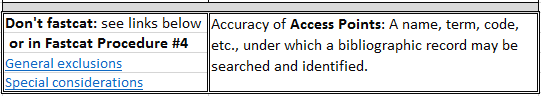 Don't fastcat: see links below
or in Fastcat Procedure #4
General exclusions
Special considerations
Accuracy of Access Points: A name, term, code,
etc., under which a bibliographic record may be
searched and identified.